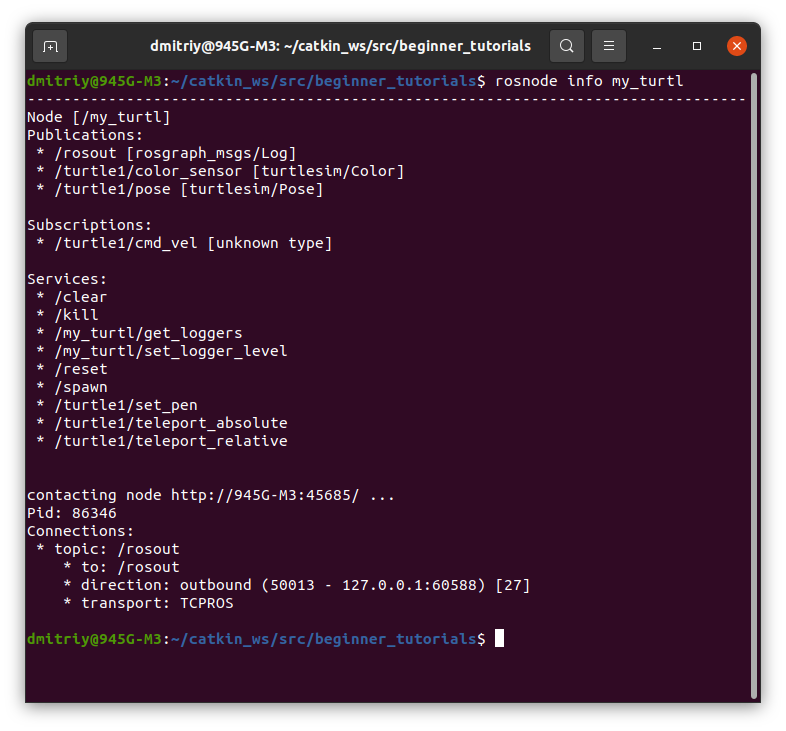 dmitriy@945G-M3: ~/catkin_ws/src/beginner_tutorials
dmitriy@945G-M3:~/catkin_ws/src/beginner_tutorials$ rosnode info my_turtl
--------------------------------------------------------------------------------
Node [/my_turtl]
Publications:
 * /rosout [rosgraph_msgs/Log]
 * /turtle1/color_sensor [turtlesim/Color]
 * /turtle1/pose [turtlesim/Pose]

Subscriptions:
 * /turtle1/cmd_vel [unknown type]

Services:
 * /clear
 * /kill
 * /my_turtl/get_loggers
 * /my_turtl/set_logger_level
 * /reset
 * /spawn
 * /turtle1/set_pen
 * /turtle1/teleport_absolute
 * /turtle1/teleport_relative


contacting node http://945G-M3:45685/ ...
Pid: 86346
Connections:
 * topic: /rosout
    * to: /rosout
    * direction: outbound (50013 - 127.0.0.1:60588) [27]
    * transport: TCPROS

dmitriy@945G-M3:~/catkin_ws/src/beginner_tutorials$